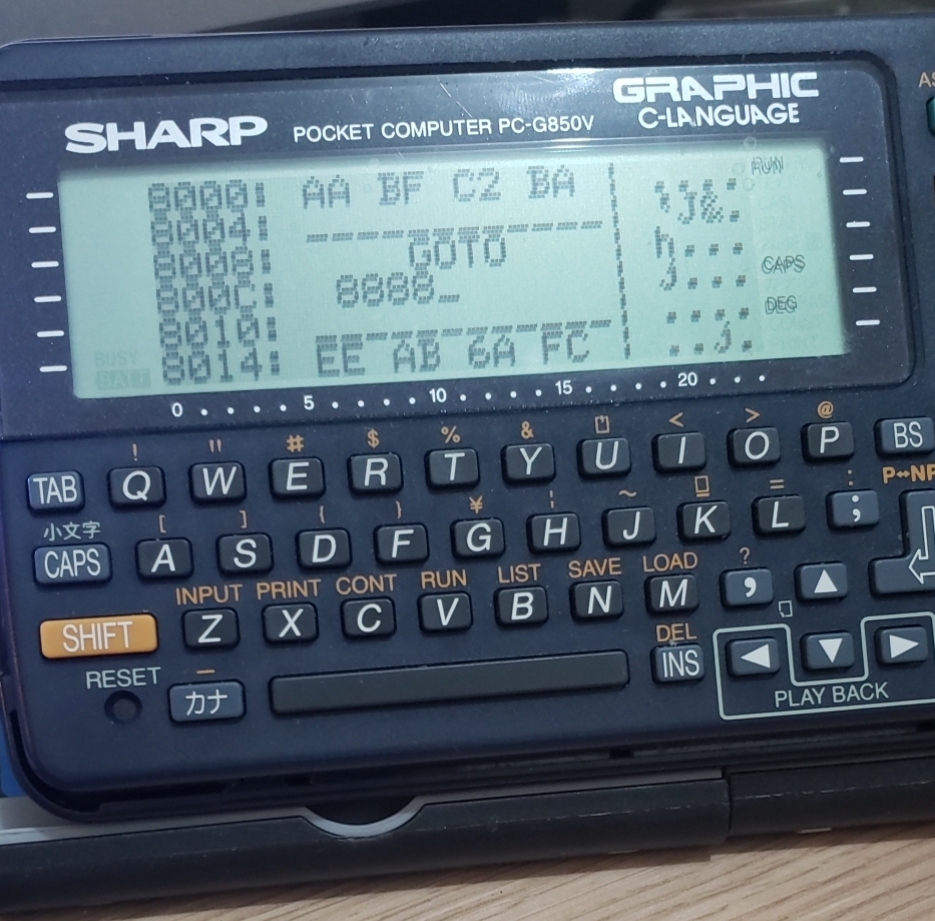 GRAPHIC
C-LANGUAGE
SHARP POCKET COMPUTER PC-G850V
RUN
8000: AA BF C2 BA ....
8004: 'J&.
8008: GOTO h...
800C: 8888_ j...
CAPS
8010: ....
DEG
8014: EE AB 6A FC ..j.
BUSY
BATT
0 5 10 15 20
! " # $ % & < > @
TAB Q W E R T Y U I O P BS
小文字 [ ] { } ¥ ¦ ~ = : P↔NP
CAPS A S D F G H J K L ;
INPUT PRINT CONT RUN LIST SAVE LOAD ?
SHIFT Z X C V B N M , ▲
RESET DEL
カナ INS ◀ ▼ ▶
PLAY BACK